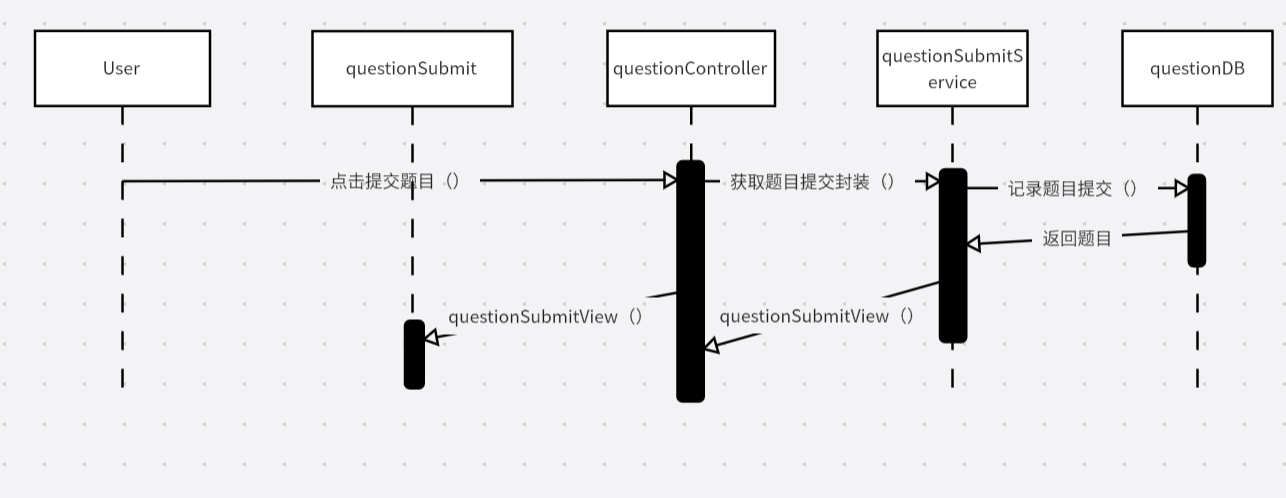 User
questionSubmit
questionController
questionSubmitS
ervice
questionDB
点击提交题目（）
获取题目提交封装（）
记录题目提交（）
返回题目
questionSubmitView（）
questionSubmitView（）